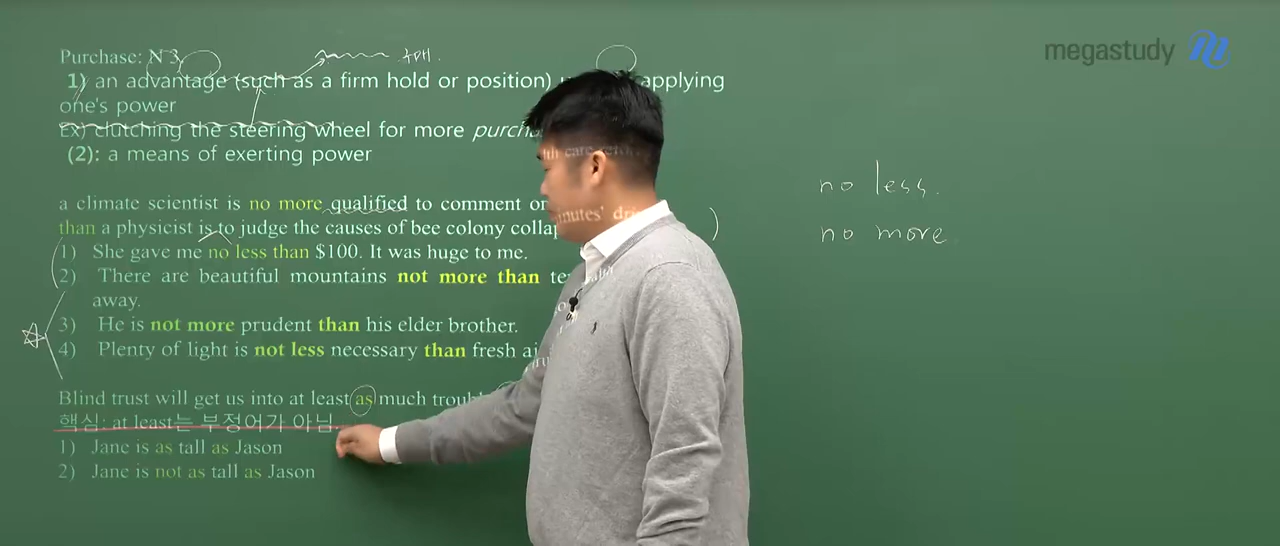 Purchase: N 3.
1) an advantage (such as a firm hold or position) applying
one's power
Ex) clutching the steering wheel for more
(2): a means of exerting power
a climate scientist is no more qualified to comment
than a physicist is to judge the causes of bee colony
1) She gave me no less than $100. It was huge to me.
2) There are beautiful mountains not more than
away.
3) He is not more prudent than his elder brother.
4) Plenty of light is not less necessary than fresh
Blind trust will get us into at least as much
핵심: at least는 부정어가 아님.
1) Jane is as tall as Jason
2) Jane is not as tall as Jason
no less.
no more
megastudy